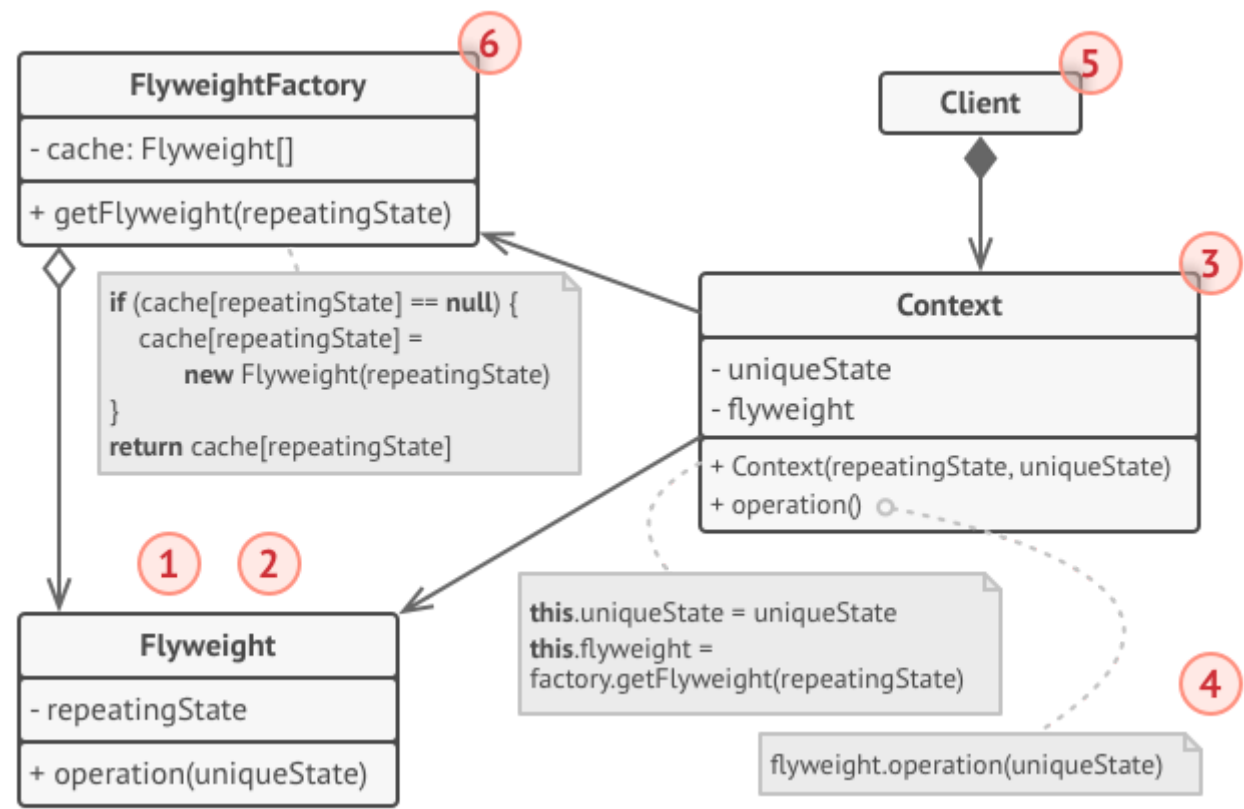 6
FlyweightFactory
- cache: Flyweight[]
+ getFlyweight(repeatingState)
if (cache[repeatingState] == null) {
cache[repeatingState] =
new Flyweight(repeatingState)
}
return cache[repeatingState]
5
Client
3
Context
- uniqueState
- flyweight
+ Context(repeatingState, uniqueState)
+ operation()
this.uniqueState = uniqueState
this.flyweight =
factory.getFlyweight(repeatingState)
4
flyweight.operation(uniqueState)
1
2
Flyweight
- repeatingState
+ operation(uniqueState)